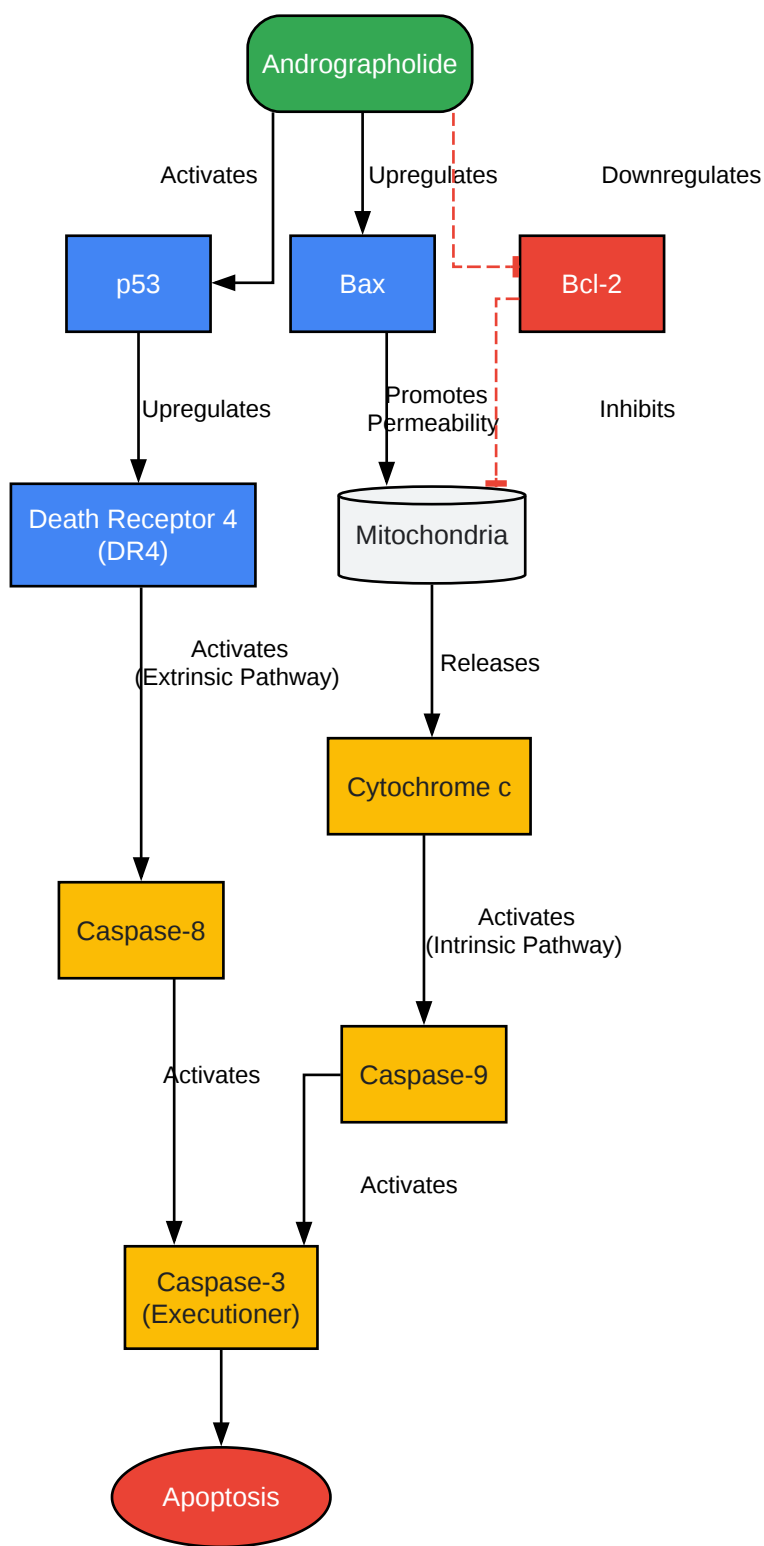 Andrographolide
Activates
Upregulates
Downregulates
p53
Bax
Bcl-2
Upregulates
Promotes
Permeability
Inhibits
Death Receptor 4
(DR4)
Mitochondria
Activates
(Extrinsic Pathway)
Releases
Cytochrome c
Caspase-8
Activates
(Intrinsic Pathway)
Activates
Caspase-9
Activates
Caspase-3
(Executioner)
Apoptosis